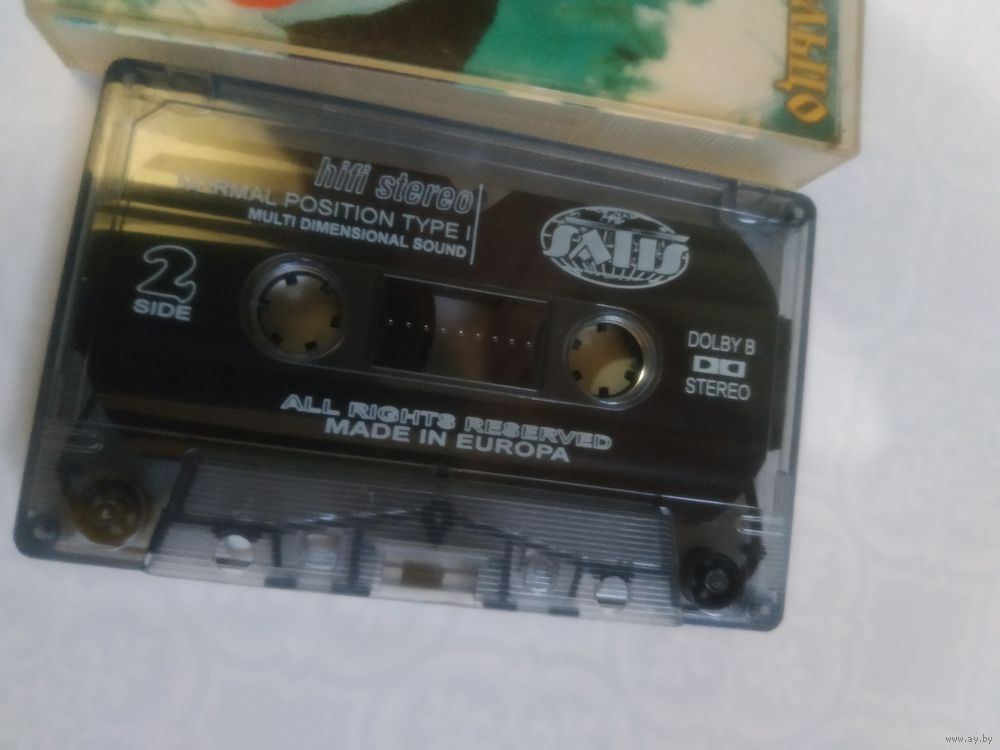 hifi stereo
NORMAL POSITION TYPE I
MULTI DIMENSIONAL SOUND
2
SIDE
DOLBY B
STEREO
ALL RIGHTS RESERVED
MADE IN EUROPA
www.ay.by